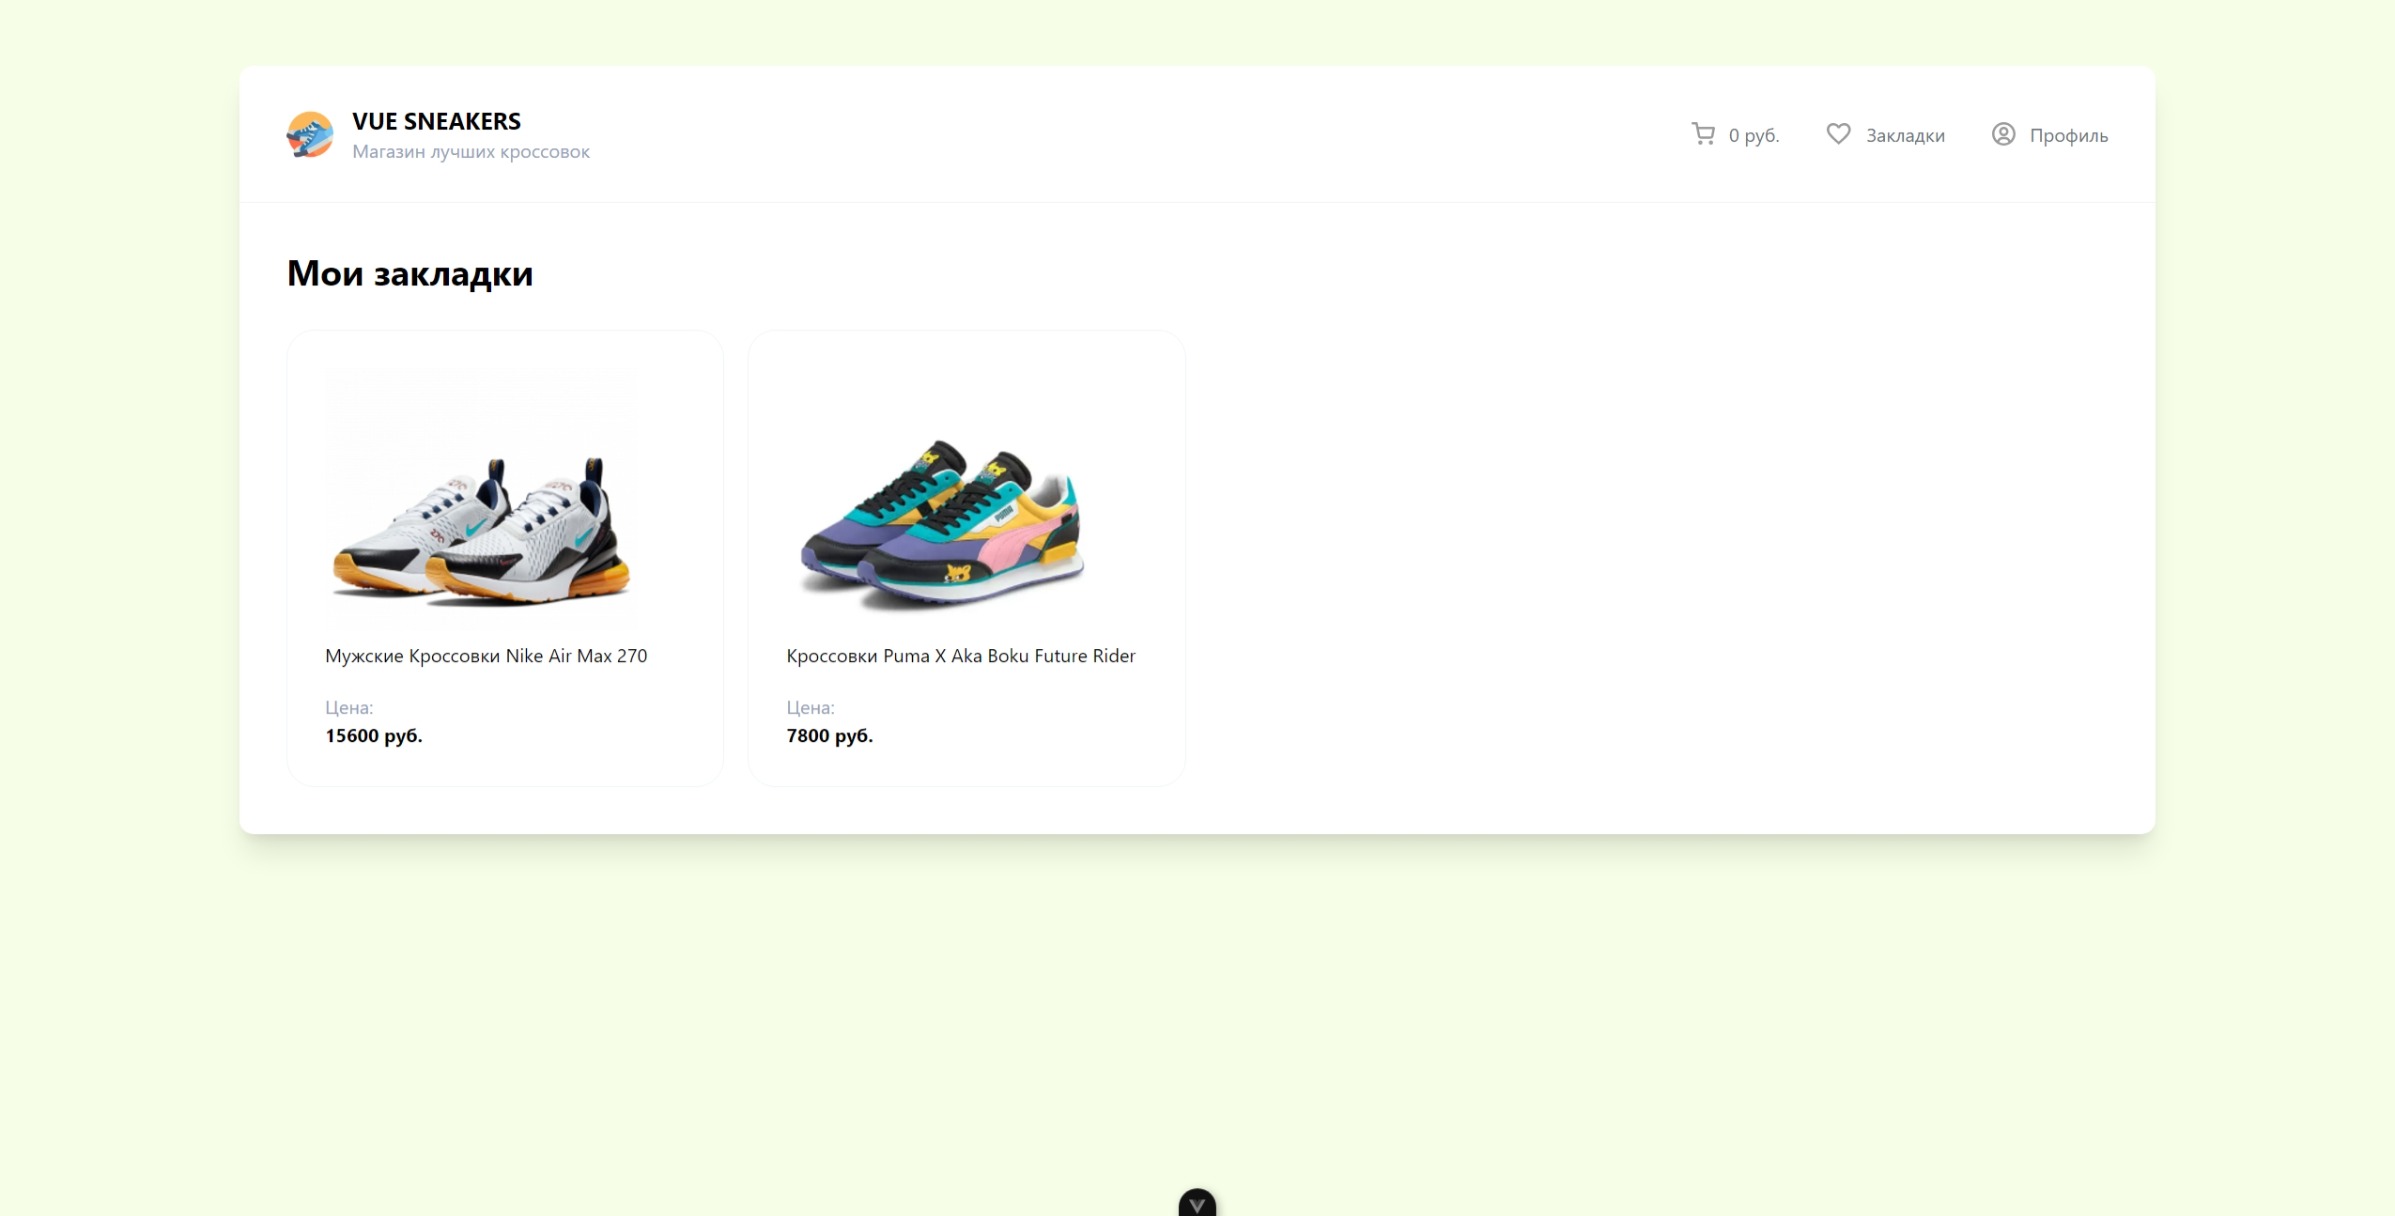 VUE SNEAKERS
Магазин лучших кроссовок
0 руб.
Закладки
Профиль
Мои закладки
Мужские Кроссовки Nike Air Max 270
Цена:
15600 руб.
Кроссовки Puma X Aka Boku Future Rider
Цена:
7800 руб.